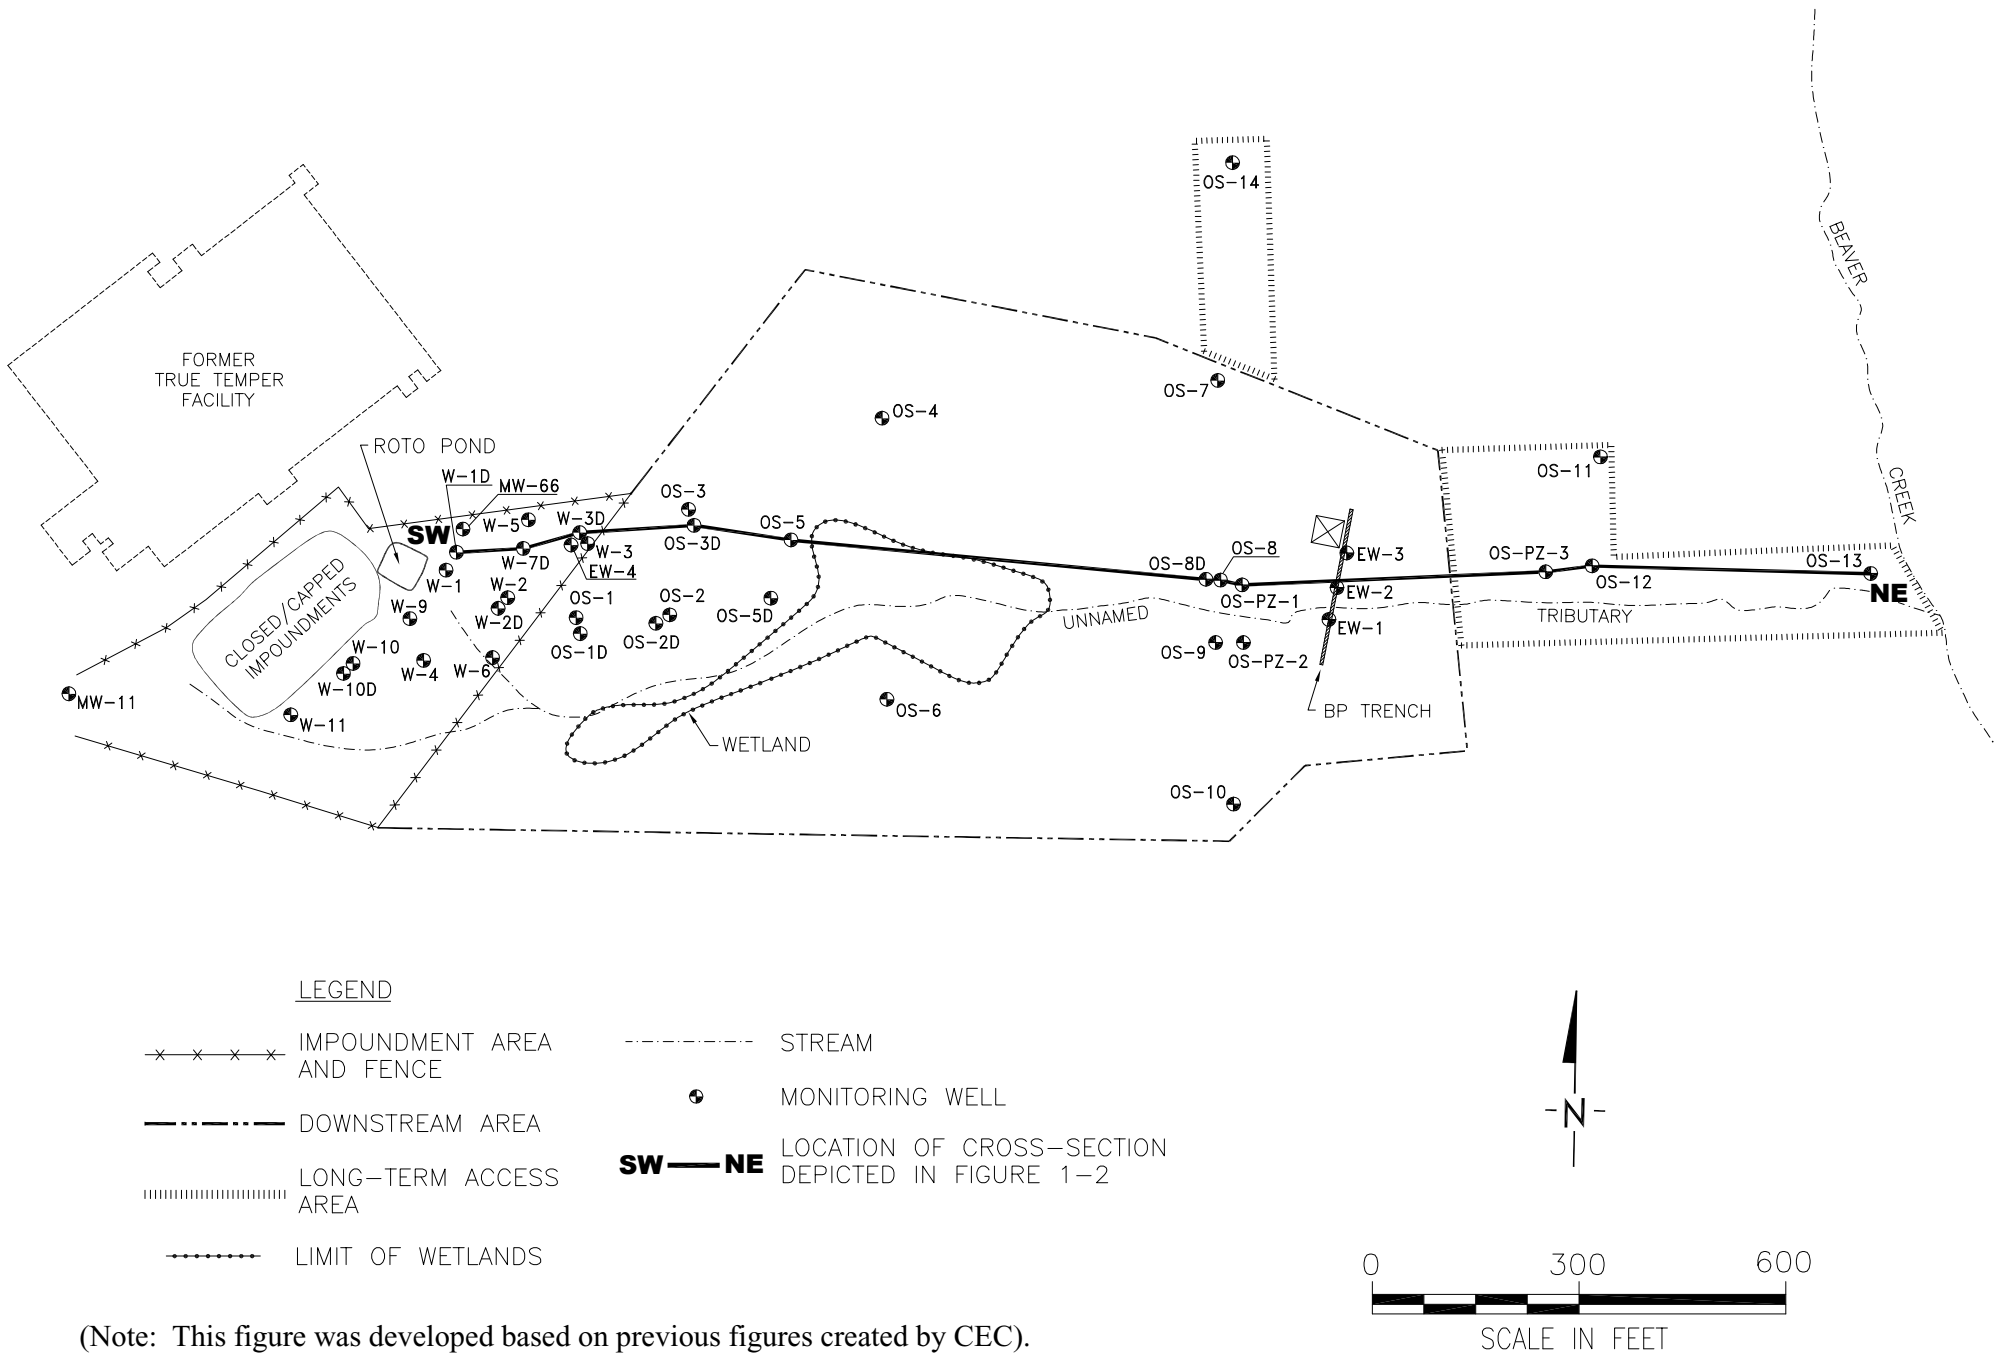 BEAVER
CREEK
OS-14
FORMER
TRUE TEMPER
FACILITY
OS-7
OS-4
ROTO POND
W-1D
MW-66
OS-11
OS-3
W-5
W-3D
SW
OS-5
OS-3D
W-3
W-7D
EW-4
OS-8D
OS-8
EW-3
OS-PZ-3
OS-12
OS-13
NE
W-1
W-2
OS-1
OS-2
OS-5D
OS-PZ-1
EW-2
CLOSED/CAPPED
IMPOUNDMENTS
W-9
W-2D
OS-1D
OS-2D
UNNAMED
TRIBUTARY
EW-1
W-10
W-4
W-6
OS-9
OS-PZ-2
W-10D
MW-11
W-11
OS-6
BP TRENCH
WETLAND
OS-10
LEGEND
IMPOUNDMENT AREA
AND FENCE
DOWNSTREAM AREA
LONG-TERM ACCESS
AREA
LIMIT OF WETLANDS
STREAM
MONITORING WELL
SW NE
LOCATION OF CROSS-SECTION
DEPICTED IN FIGURE 1-2
N
0 300 600
SCALE IN FEET
(Note: This figure was developed based on previous figures created by CEC).